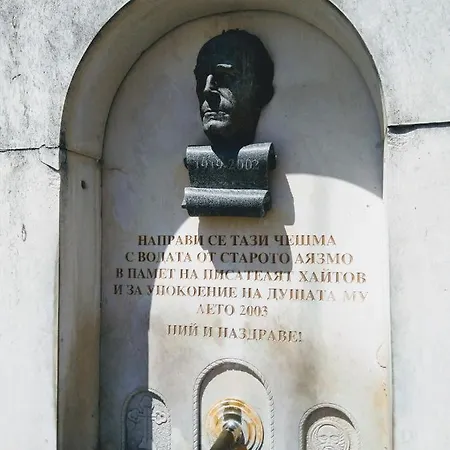 1919-2002
НАПРАВИ СЕ ТАЗИ ЧЕШМА
С ВОДАТА ОТ СТАРОТО АЯЗМО
В ПАМЕТ НА ПИСАТЕЛЯТ ХАЙТОВ
И ЗА УПОКОЕНИЕ НА ДУШАТА МУ
ЛЕТО 2003
ПИЙ И НАЗДРАВЕ!